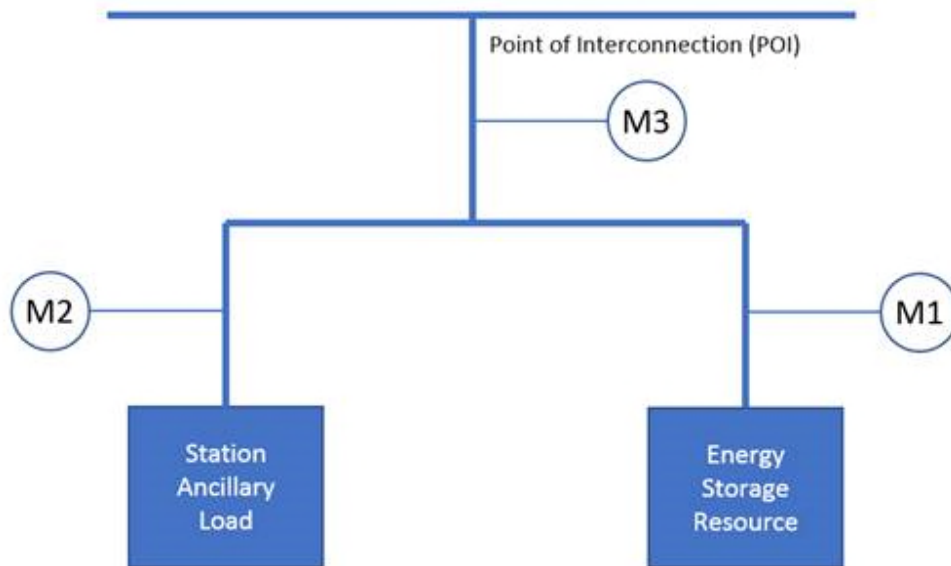 Point of Interconnection (POI)
M3
M2
M1
Station
Ancillary
Load
Energy
Storage
Resource